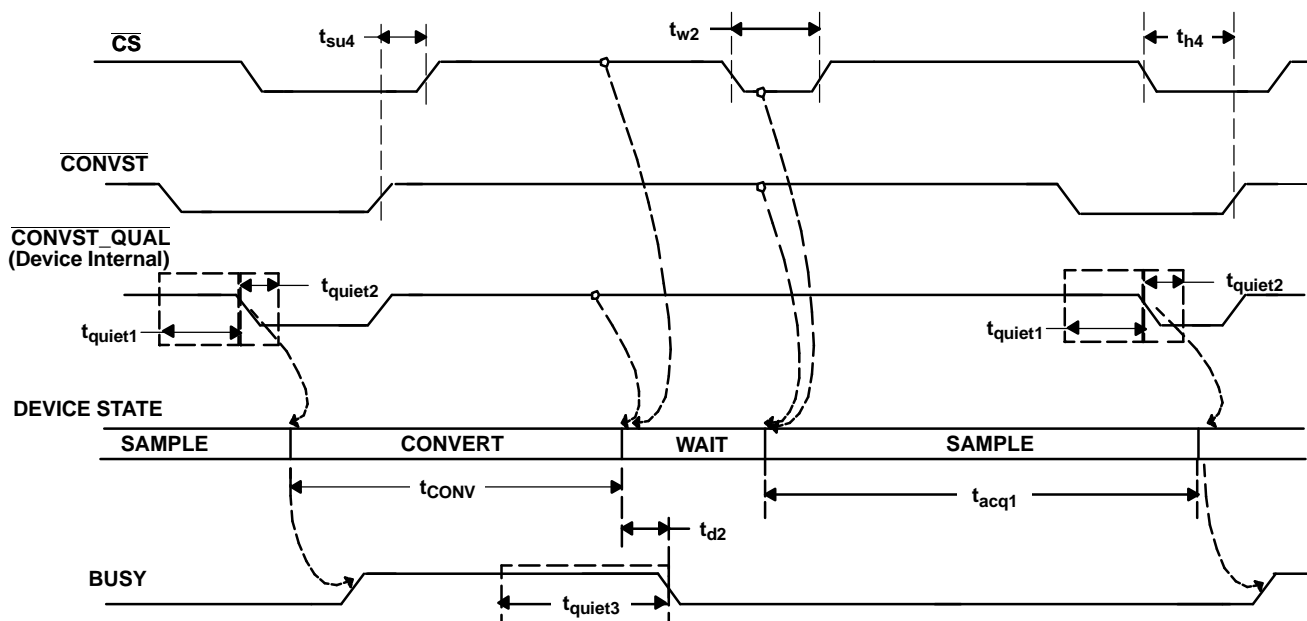 CS
tsu4
tw2
th4
CONVST
CONVST_QUAL
(Device Internal)
tquiet2
tquiet1
tquiet2
tquiet1
DEVICE STATE
SAMPLE CONVERT WAIT SAMPLE
tCONV
tacq1
td2
BUSY
tquiet3